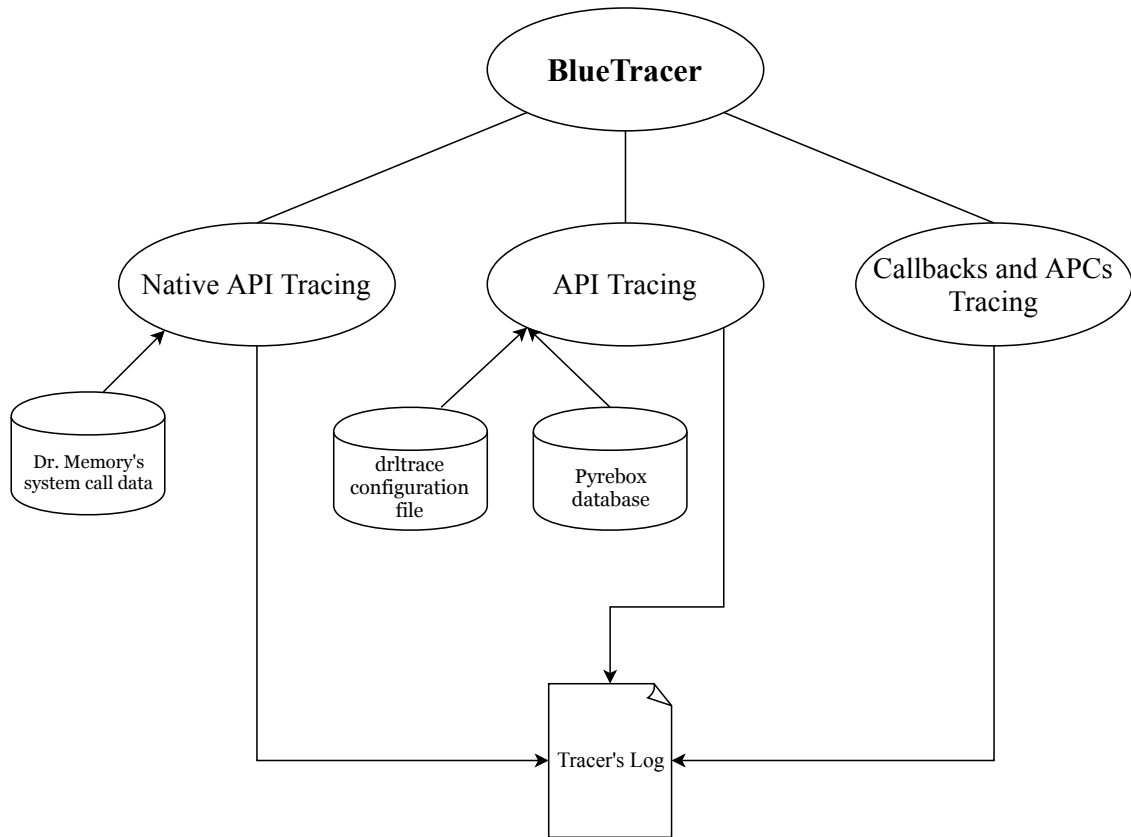 BlueTracer
Native API Tracing
API Tracing
Callbacks and APCs
Tracing
Dr. Memory's
system call data
drltrace
configuration
file
Pyrebox
database
Tracer's Log